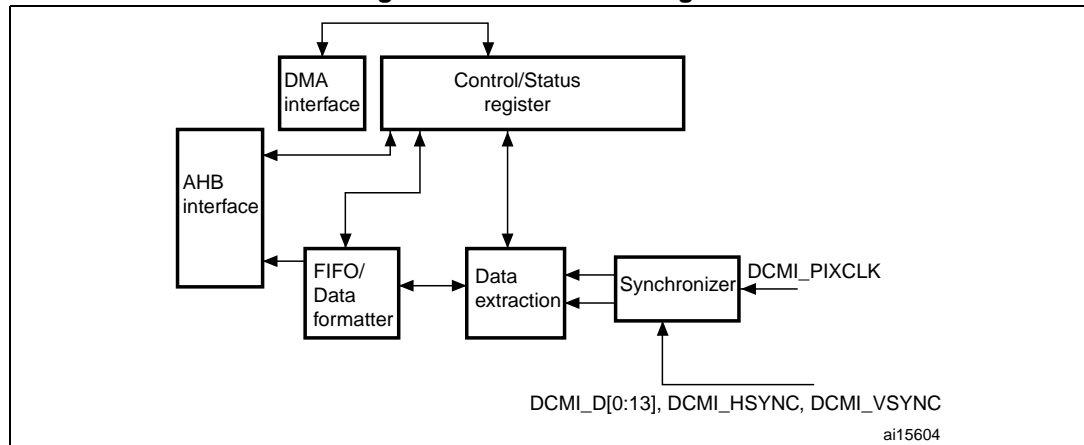 DMA
interface
Control/Status
register
AHB
interface
FIFO/
Data
formatter
Data
extraction
Synchronizer
DCMI_PIXCLK
DCMI_D[0:13], DCMI_HSYNC, DCMI_VSYNC
ai15604